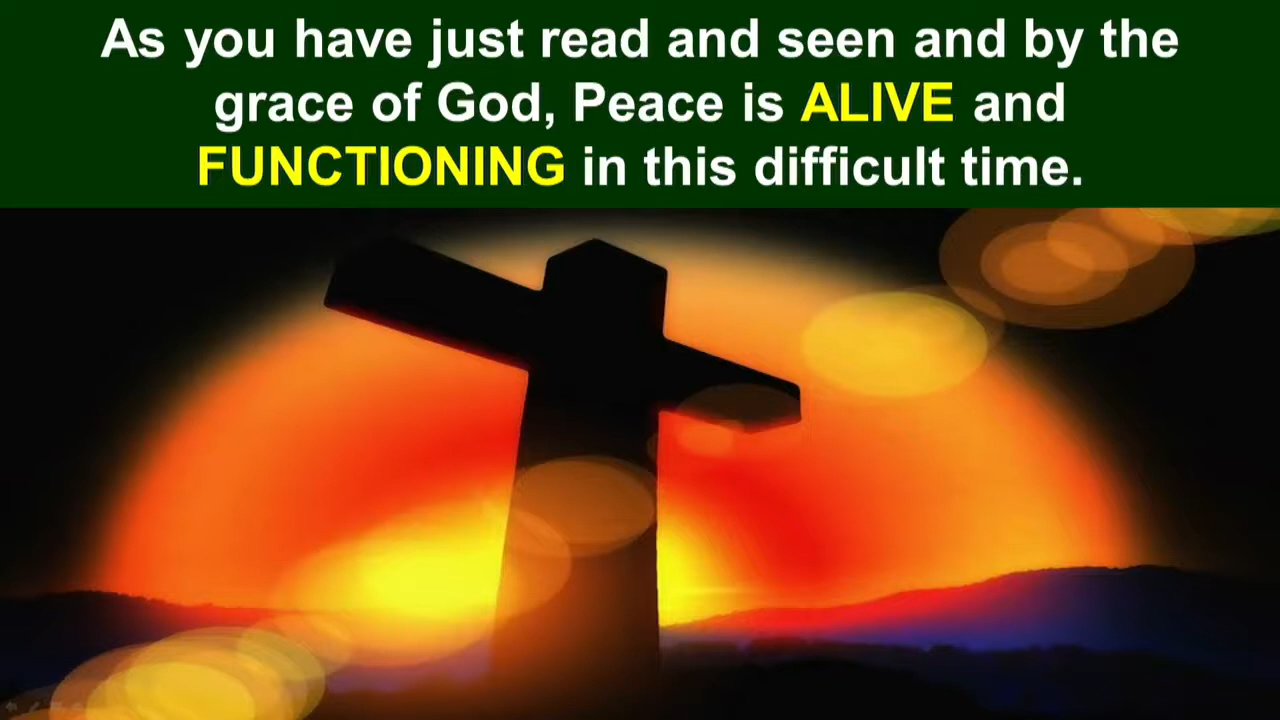 As you have just read and seen and by the
grace of God, Peace is ALIVE and
FUNCTIONING in this difficult time.